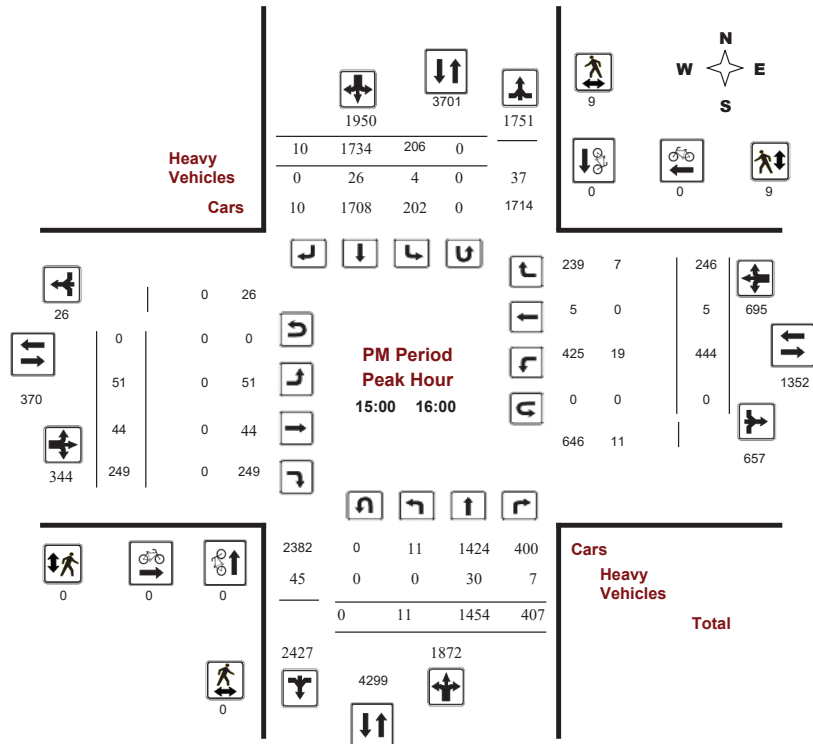 N
W E
S
3701
1950 1751
9
10 1734 206 0
Heavy
Vehicles
0 26 4 0 37
Cars
10 1708 202 0 1714
0 0 9
239 7 246
26
0 26
695
5 0 5
0 0 0
PM Period
Peak Hour
15:00 16:00
425 19 444
1352
370
51 0 51
0 0 0
44 0 44
646 11
657
344
249 0 249
2382 0 11 1424 400
Cars
45 0 0 30 7
Heavy
Vehicles
0 0 0
0 11 1454 407
Total
2427 1872
4299
0